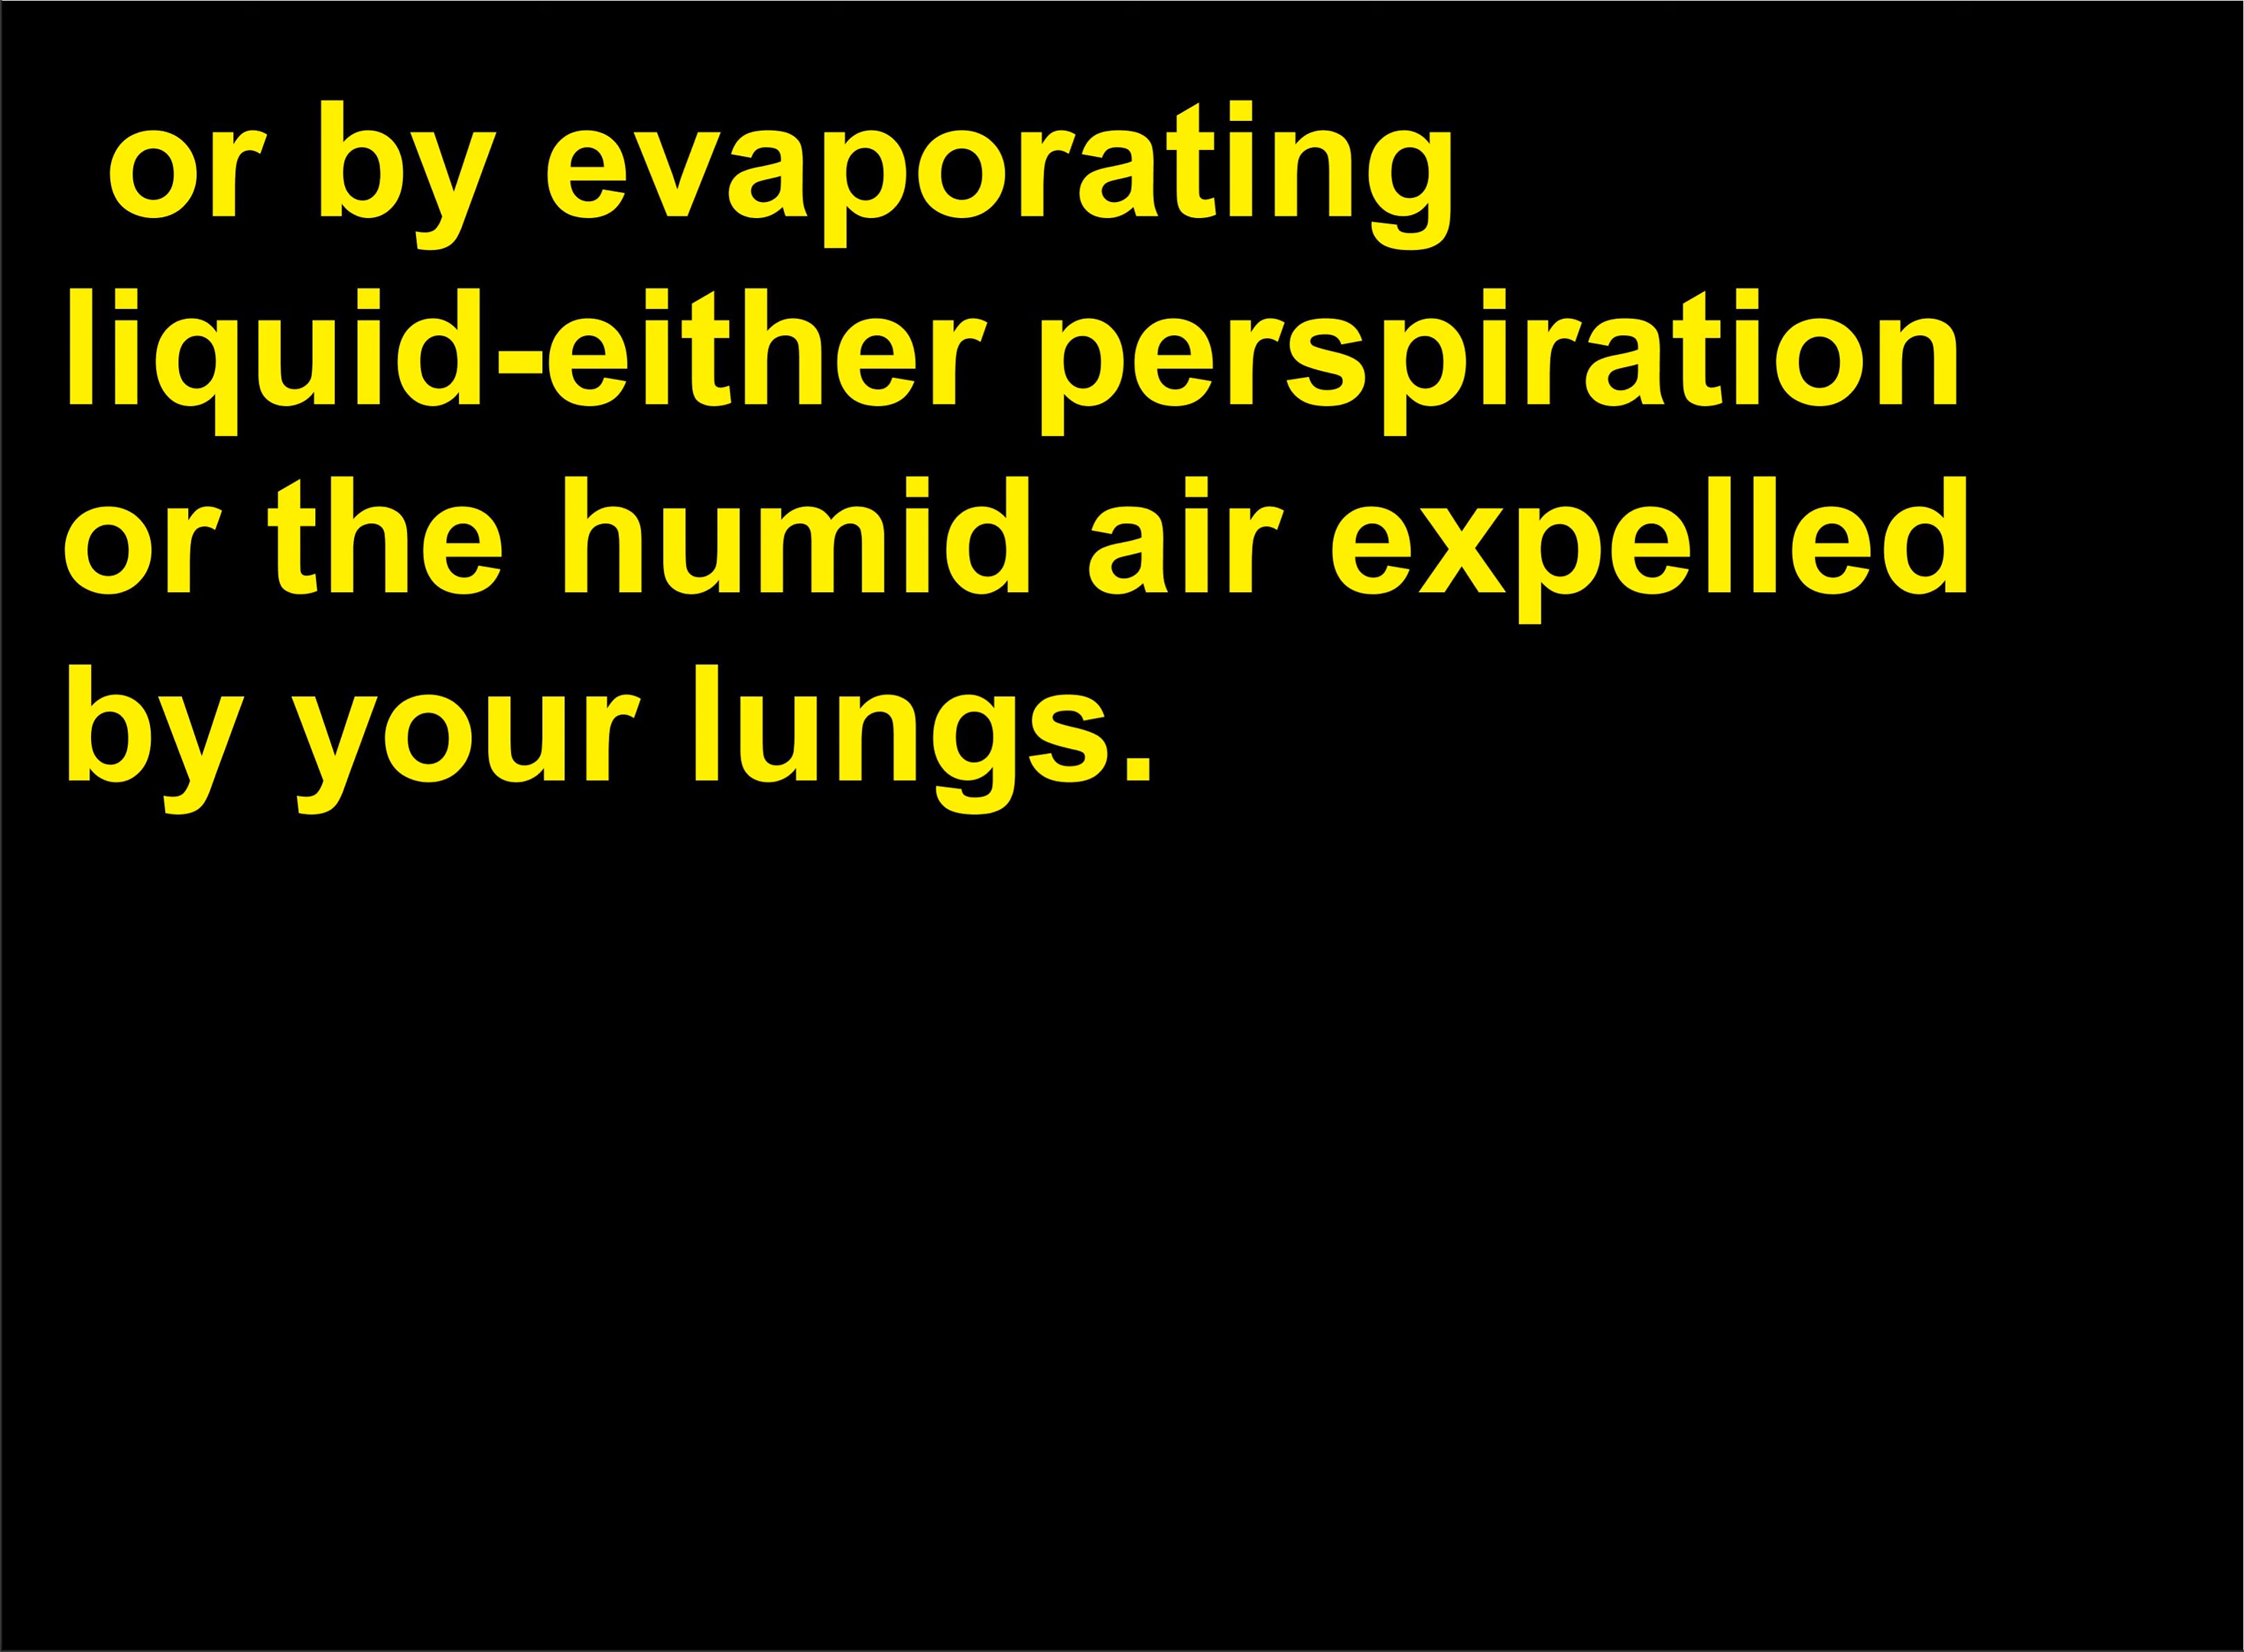 or by evaporating
liquid-either perspiration
or the humid air expelled
by your lungs.